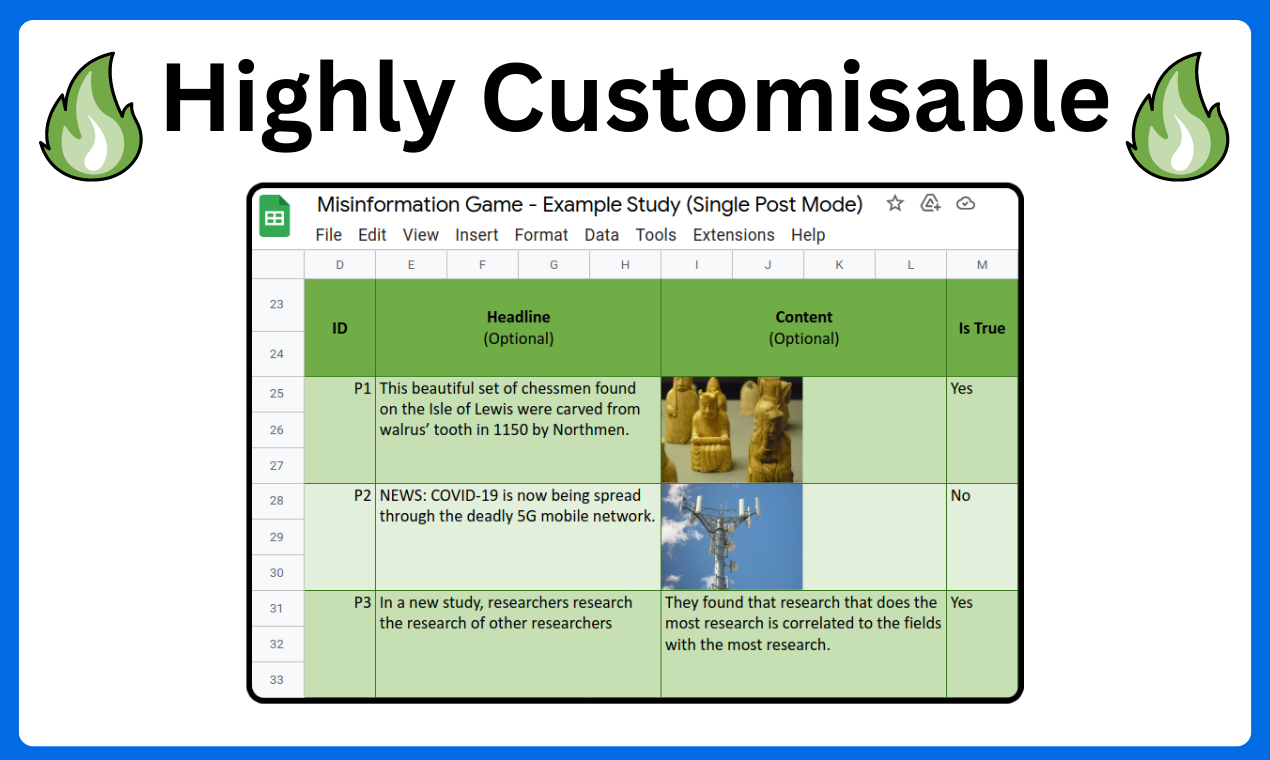 Highly Customisable
Misinformation Game - Example Study (Single Post Mode)
File Edit View Insert Format Data Tools Extensions Help
D E F G H I J K L M
23
24
ID
Headline
(Optional)
Content
(Optional)
Is True
25
26
27
P1
This beautiful set of chessmen found
on the Isle of Lewis were carved from
walrus’ tooth in 1150 by Northmen.
Yes
28
29
30
P2
NEWS: COVID-19 is now being spread
through the deadly 5G mobile network.
No
31
32
33
P3
In a new study, researchers research
the research of other researchers
They found that research that does the
most research is correlated to the fields
with the most research.
Yes